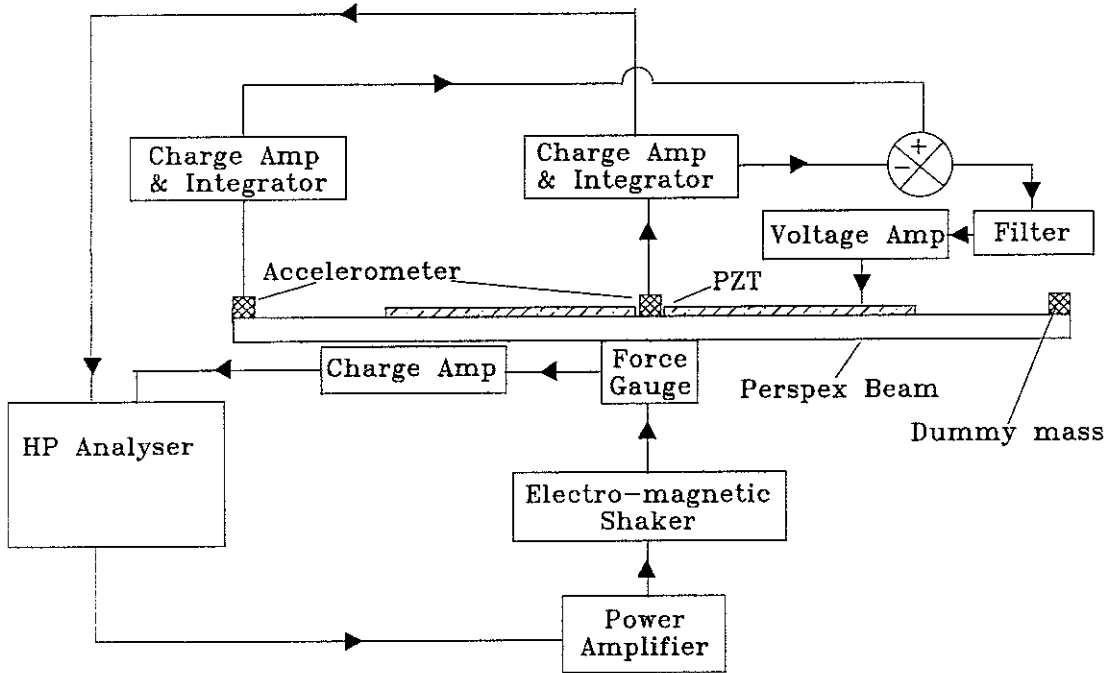 Charge Amp
& Integrator
Charge Amp
& Integrator
+
−
Voltage Amp
Filter
Accelerometer
PZT
Charge Amp
Force
Gauge
Perspex Beam
Dummy mass
HP Analyser
Electro-magnetic
Shaker
Power
Amplifier